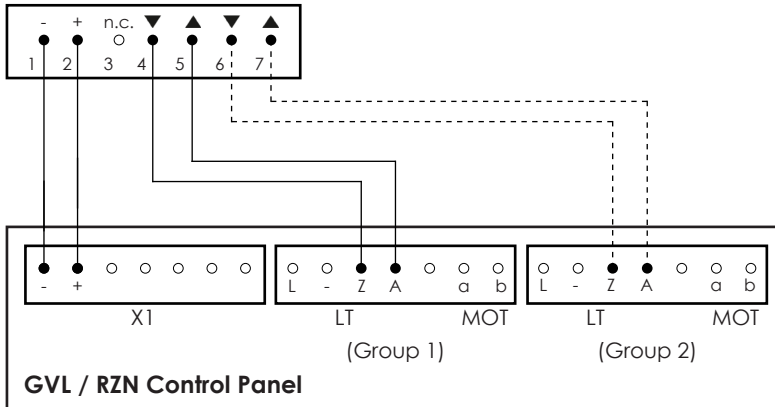 - + n.c. ▼ ▲ ▼ ▲
1 2 3 4 5 6 7
- + L - Z A a b L - Z A a b
X1 LT MOT LT MOT
(Group 1) (Group 2)
GVL / RZN Control Panel